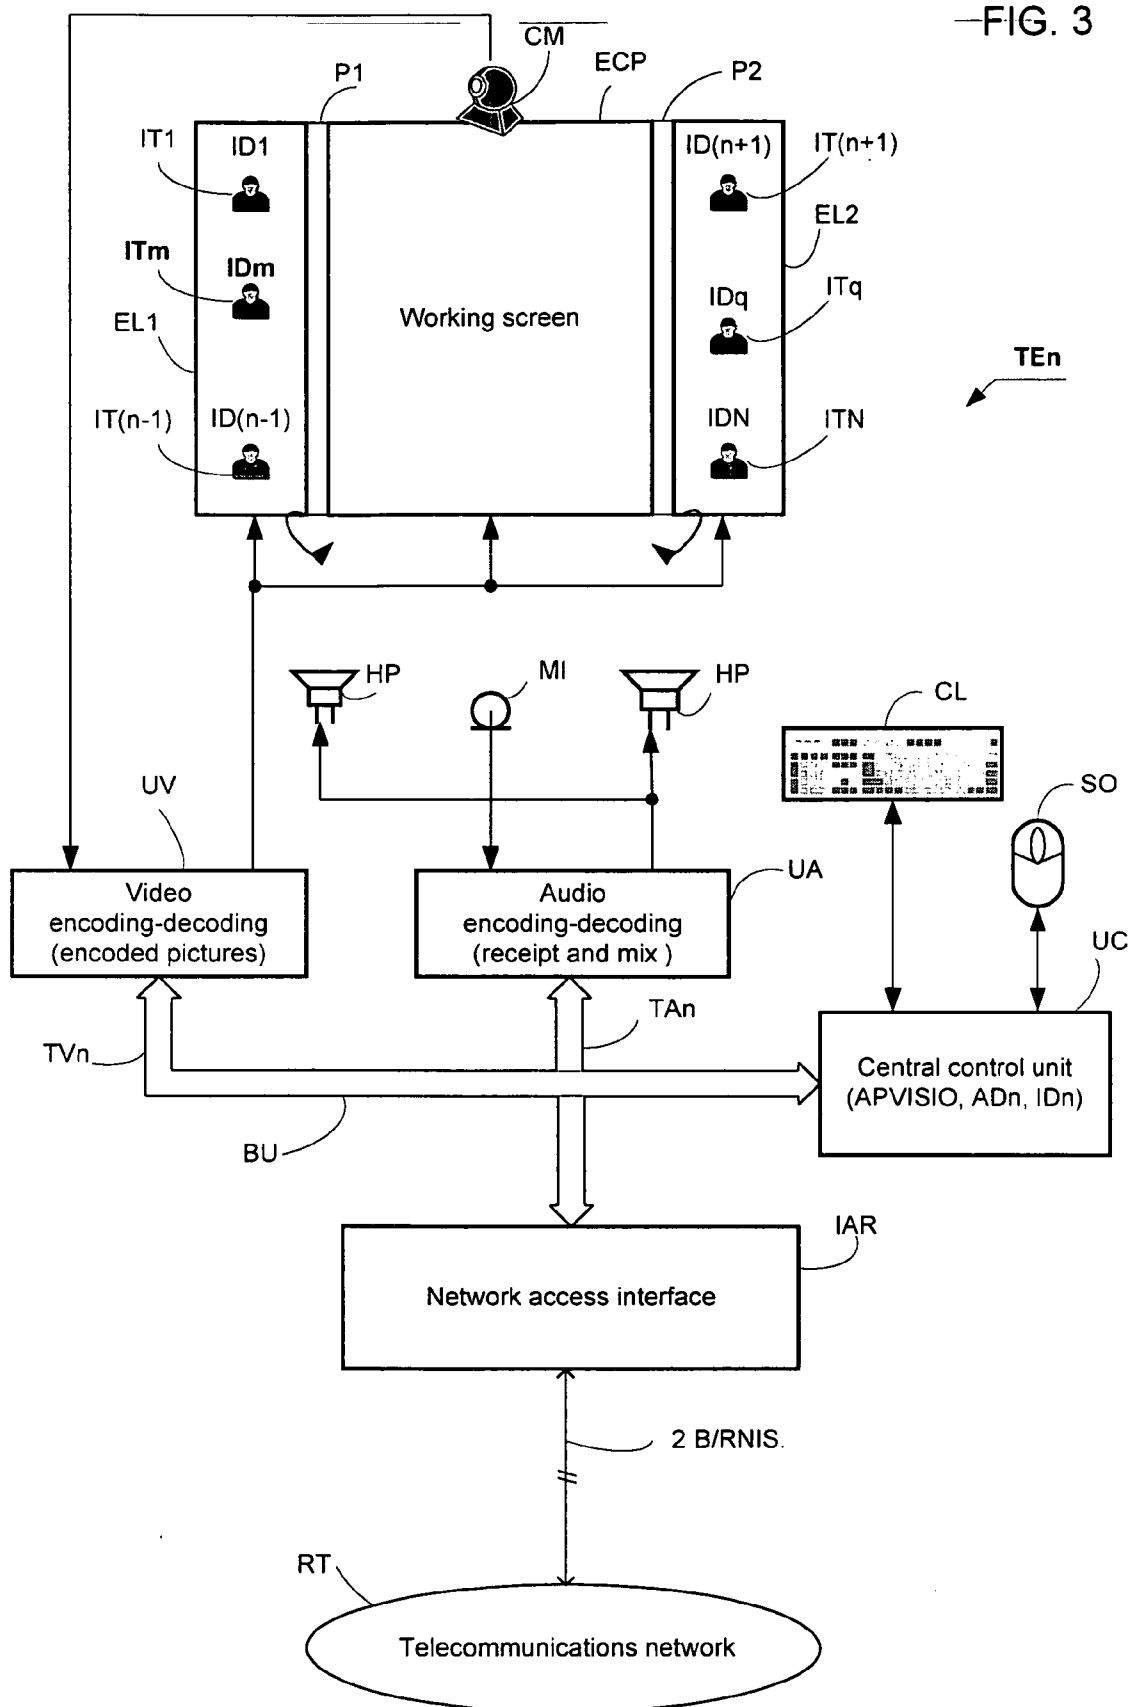 FIG. 3
CM
ECP
P1
P2
IT1
ID1
ID(n+1)
IT(n+1)
EL2
ITm
IDm
IDq
ITq
EL1
Working screen
TEn
IT(n-1)
ID(n-1)
IDN
ITN
HP
MI
HP
CL
UV
SO
UA
Video
encoding-decoding
(encoded pictures)
Audio
encoding-decoding
(receipt and mix )
UC
TAn
TVn
Central control unit
(APVISIO, ADn, IDn)
BU
IAR
Network access interface
2 B/RNIS.
RT
Telecommunications network